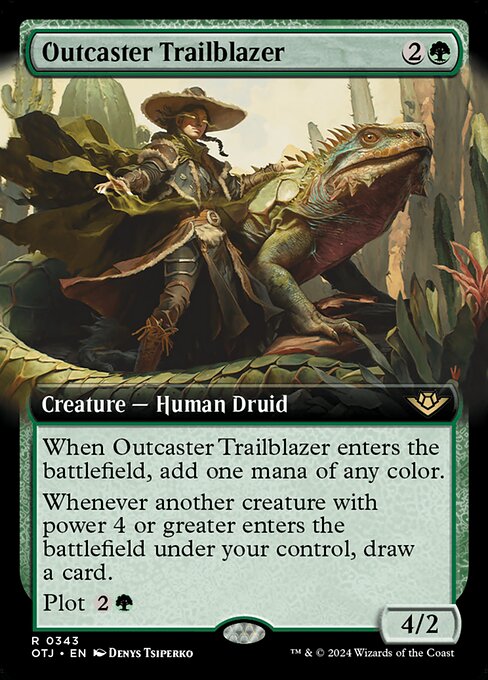 Outcaster Trailblazer 2
Creature — Human Druid
When Outcaster Trailblazer enters the
battlefield, add one mana of any color.
Whenever another creature with
power 4 or greater enters the
battlefield under your control, draw
a card.
Plot 2
4/2
R 0343
OTJ • EN DENYS TSIPERKO
™ & © 2024 Wizards of the Coast